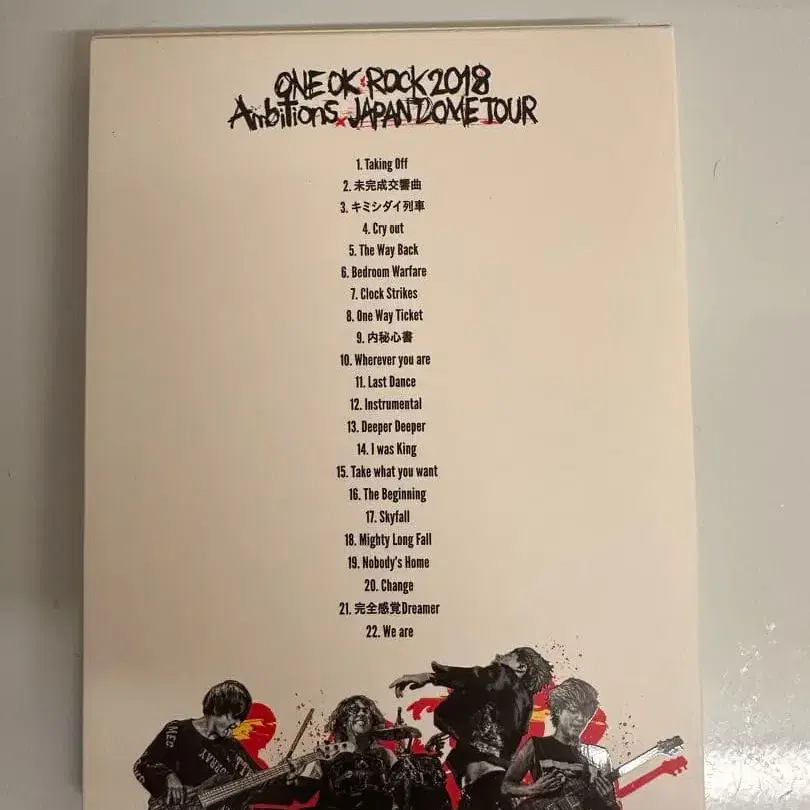 ONE OK ROCK 2018
Ambitions JAPAN DOME TOUR
1. Taking Off
2. 未完成交響曲
3. キミシダイ列車
4. Cry out
5. The Way Back
6. Bedroom Warfare
7. Clock Strikes
8. One Way Ticket
9. 内秘心書
10. Wherever you are
11. Last Dance
12. Instrumental
13. Deeper Deeper
14. I was King
15. Take what you want
16. The Beginning
17. Skyfall
18. Mighty Long Fall
19. Nobody's Home
20. Change
21. 完全感覚Dreamer
22. We are